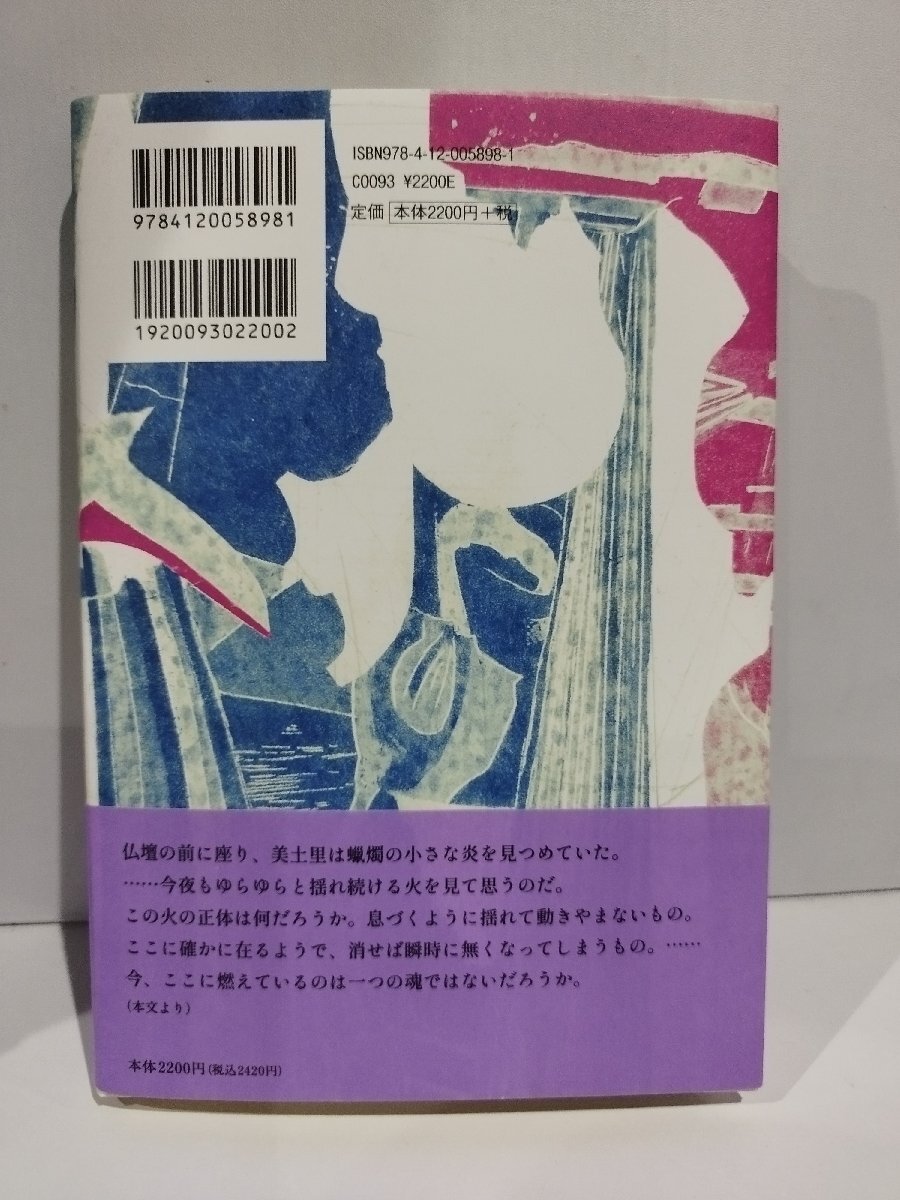 9784120058981
1920093022002
ISBN978-4-12-005898-1
C0093 ¥2200E
定価 本体2200円+税
仏壇の前に座り、美土里は蠟燭の小さな炎を見つめていた。
……今夜もゆらゆらと揺れ続ける火を見て思うのだ。
この火の正体は何だろうか。息づくように揺れて動きやまないもの。
ここに確かに在るようで、消せば瞬時に無くなってしまうもの。……
今、ここに燃えているのは一つの魂ではないだろうか。
(本文より)
本体2200円(税込2420円)